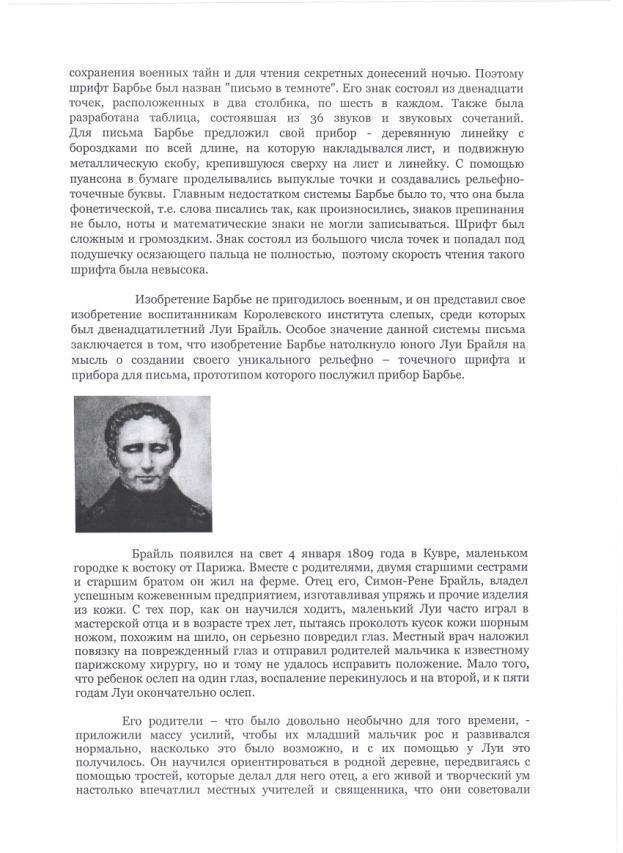 сохранения военных тайн и для чтения секретных донесений ночью. Поэтому
шрифт Барбье был назван "письмо в темноте". Его знак состоял из двенадцати
точек, расположенных в два столбика, по шесть в каждом. Также была
разработана таблица, состоявшая из 36 звуков и звуковых сочетаний.
Для письма Барбье предложил свой прибор - деревянную линейку с
бороздками по всей длине, на которую накладывался лист, и подвижную
металлическую скобу, крепившуюся сверху на лист и линейку. С помощью
пуансона в бумаге проделывались выпуклые точки и создавались рельефно-
точечные буквы. Главным недостатком системы Барбье было то, что она была
фонетической, т.е. слова писались так, как произносились, знаков препинания
не было, ноты и математические знаки не могли записываться. Шрифт был
сложным и громоздким. Знак состоял из большого числа точек и попадал под
подушечку осязающего пальца не полностью, поэтому скорость чтения такого
шрифта была невысока.
Изобретение Барбье не пригодилось военным, и он представил свое
изобретение воспитанникам Королевского института слепых, среди которых
был двенадцатилетний Луи Брайль. Особое значение данной системы письма
заключается в том, что изобретение Барбье натолкнуло юного Луи Брайля на
мысль о создании своего уникального рельефно – точечного шрифта и
прибора для письма, прототипом которого послужил прибор Барбье.
Брайль появился на свет 4 января 1809 года в Кувре, маленьком
городке к востоку от Парижа. Вместе с родителями, двумя старшими сестрами
и старшим братом он жил на ферме. Отец его, Симон-Рене Брайль, владел
успешным кожевенным предприятием, изготавливая упряжь и прочие изделия
из кожи. С тех пор, как он научился ходить, маленький Луи часто играл в
мастерской отца и в возрасте трех лет, пытаясь проколоть кусок кожи шорным
ножом, похожим на шило, он серьезно повредил глаз. Местный врач наложил
повязку на поврежденный глаз и отправил родителей мальчика к известному
парижскому хирургу, но и тому не удалось исправить положение. Мало того,
что ребенок ослеп на один глаз, воспаление перекинулось и на второй, и к пяти
годам Луи окончательно ослеп.
Его родители – что было довольно необычно для того времени, -
приложили массу усилий, чтобы их младший мальчик рос и развивался
нормально, насколько это было возможно, и с их помощью у Луи это
получилось. Он научился ориентироваться в родной деревне, передвигаясь с
помощью тростей, которые делал для него отец, а его живой и творческий ум
настолько впечатлил местных учителей и священника, что они советовали